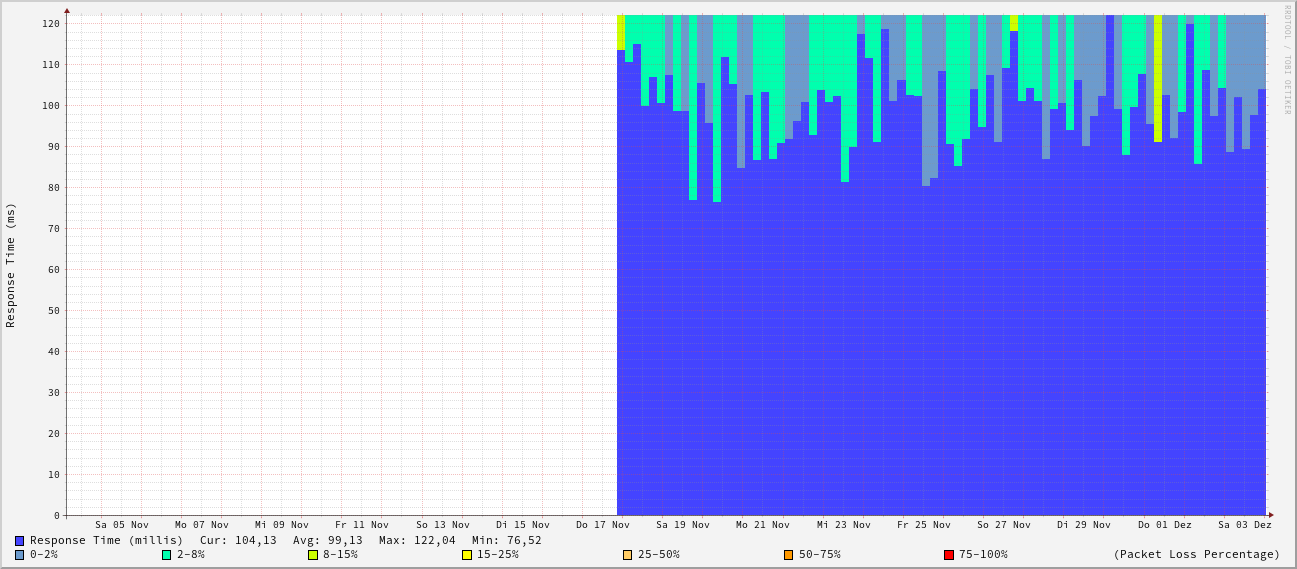 RRDTOOL / TOBI OETIKER
Response Time (ms)
120
110
100
90
80
70
60
50
40
30
20
10
0
Sa 05 Nov Mo 07 Nov Mi 09 Nov Fr 11 Nov So 13 Nov Di 15 Nov Do 17 Nov Sa 19 Nov Mo 21 Nov Mi 23 Nov Fr 25 Nov So 27 Nov Di 29 Nov Do 01 Dez Sa 03 Dez
Response Time (millis) Cur: 104,13 Avg: 99,13 Max: 122,04 Min: 76,52
0-2% 2-8% 8-15% 15-25% 25-50% 50-75% 75-100% (Packet Loss Percentage)